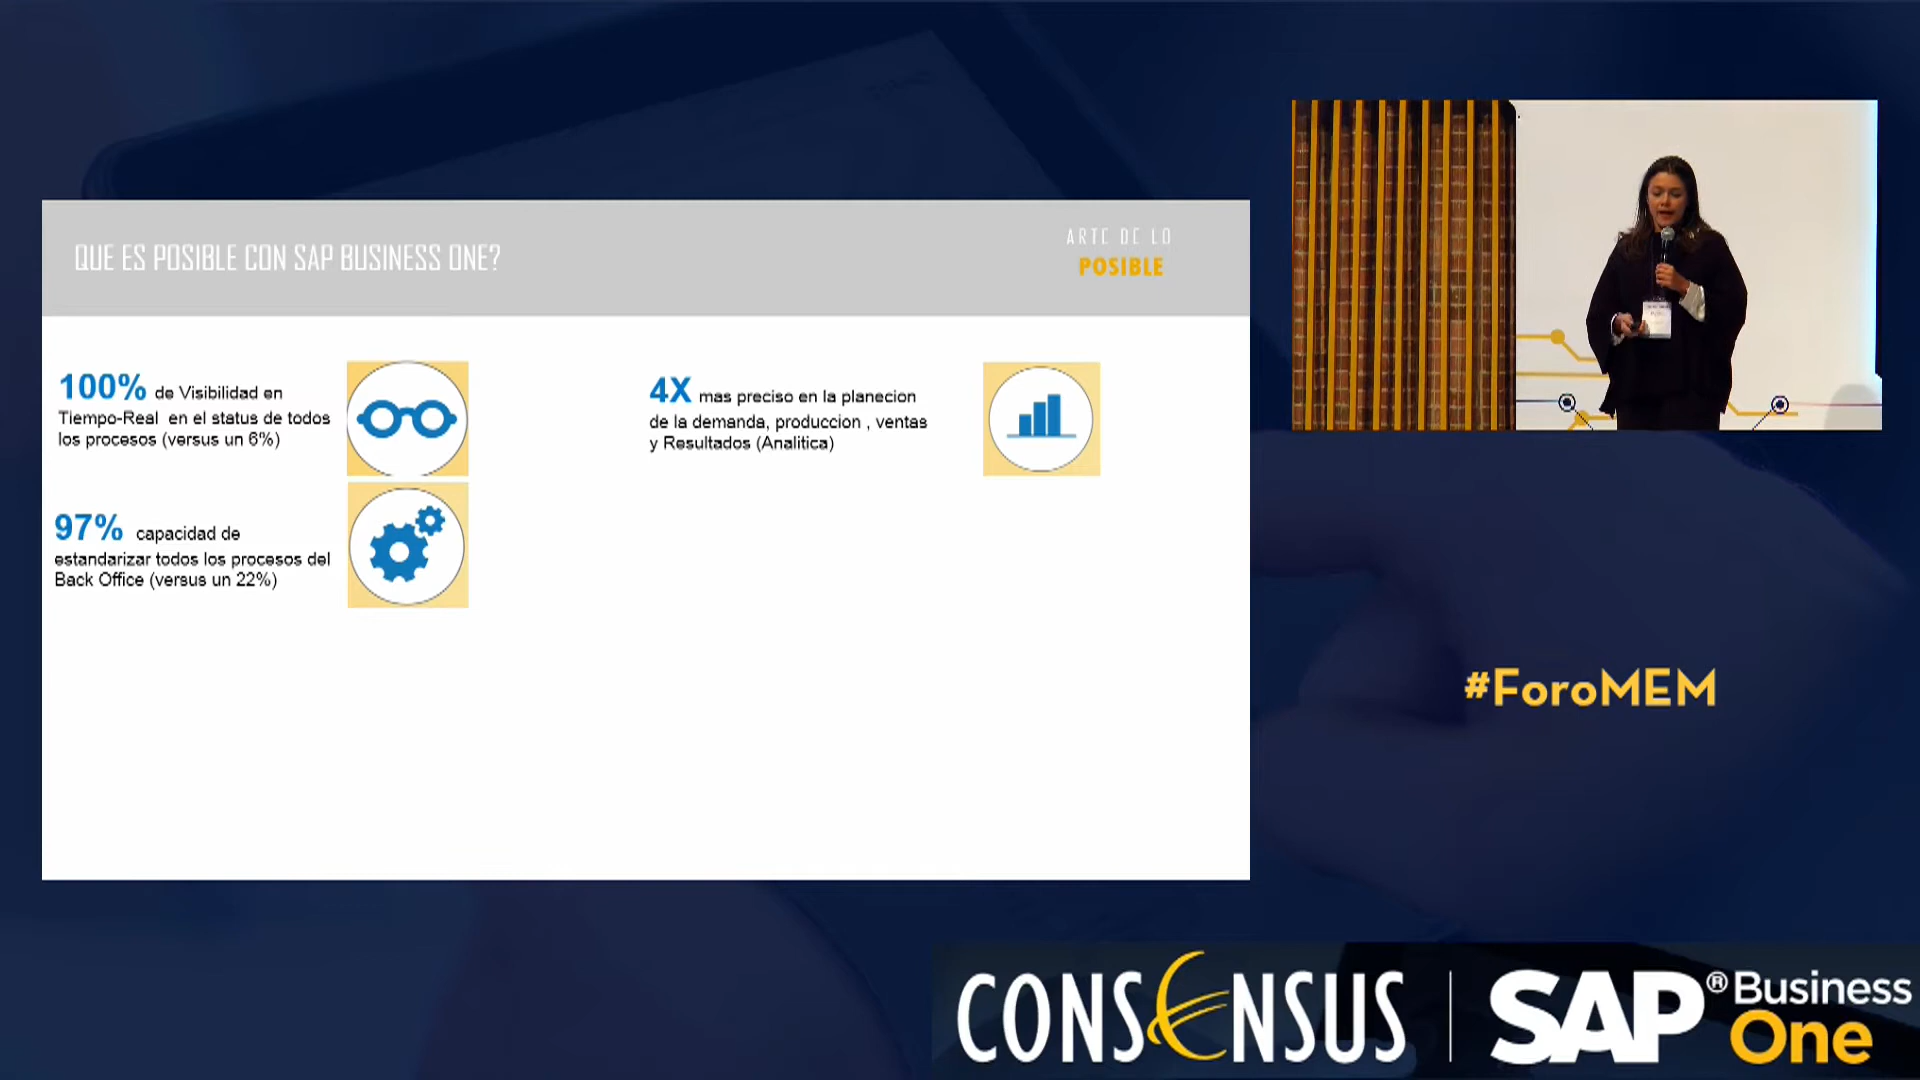 QUE ES POSIBLE CON SAP BUSINESS ONE?
ARTE DE LO
POSIBLE
100% de Visibilidad en
Tiempo-Real en el status de todos
los procesos (versus un 6%)
4X mas preciso en la planecion
de la demanda, produccion , ventas
y Resultados (Analitica)
97% capacidad de
estandarizar todos los procesos del
Back Office (versus un 22%)
#ForoMEM
CONSENSUS
SAP® Business
One